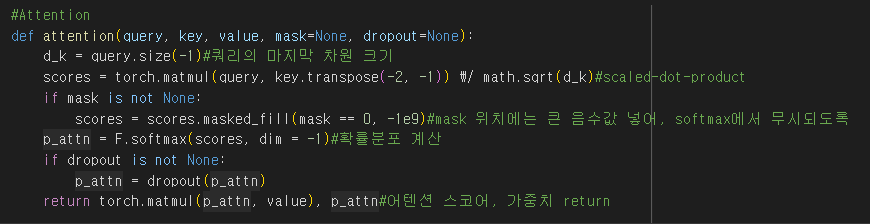 #Attention
def attention(query, key, value, mask=None, dropout=None):
    d_k = query.size(-1)#쿼리의 마지막 차원 크기
    scores = torch.matmul(query, key.transpose(-2, -1)) #/ math.sqrt(d_k)#scaled-dot-product
    if mask is not None:
        scores = scores.masked_fill(mask == 0, -1e9)#mask 위치에는 큰 음수값 넣어, softmax에서 무시되도록
    p_attn = F.softmax(scores, dim = -1)#확률분포 계산
    if dropout is not None:
        p_attn = dropout(p_attn)
    return torch.matmul(p_attn, value), p_attn#어텐션 스코어, 가중치 return